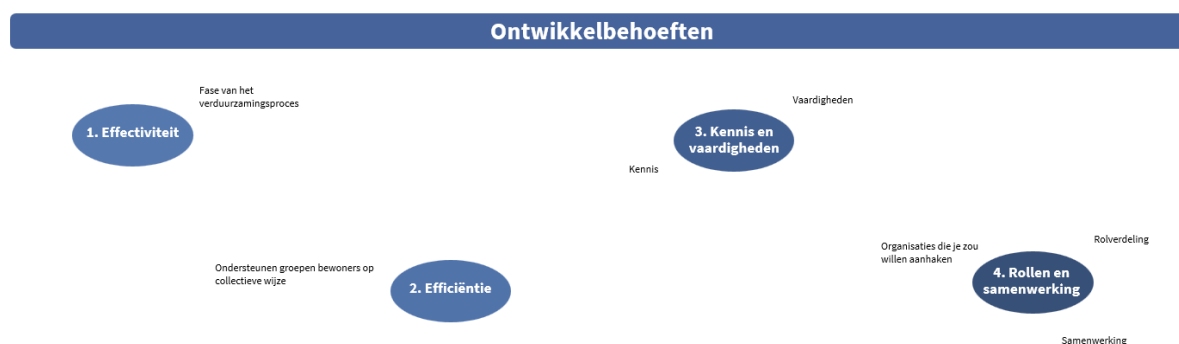 Ontwikkelbehoeften
Fase van het
verduurzamingsproces
1. Effectiviteit
Vaardigheden
3. Kennis en
vaardigheden
Kennis
Ondersteunen groepen bewoners op
collectieve wijze
2. Efficiëntie
Organisaties die je zou
willen aanhaken
Rolverdeling
4. Rollen en
samenwerking
Samenwerking